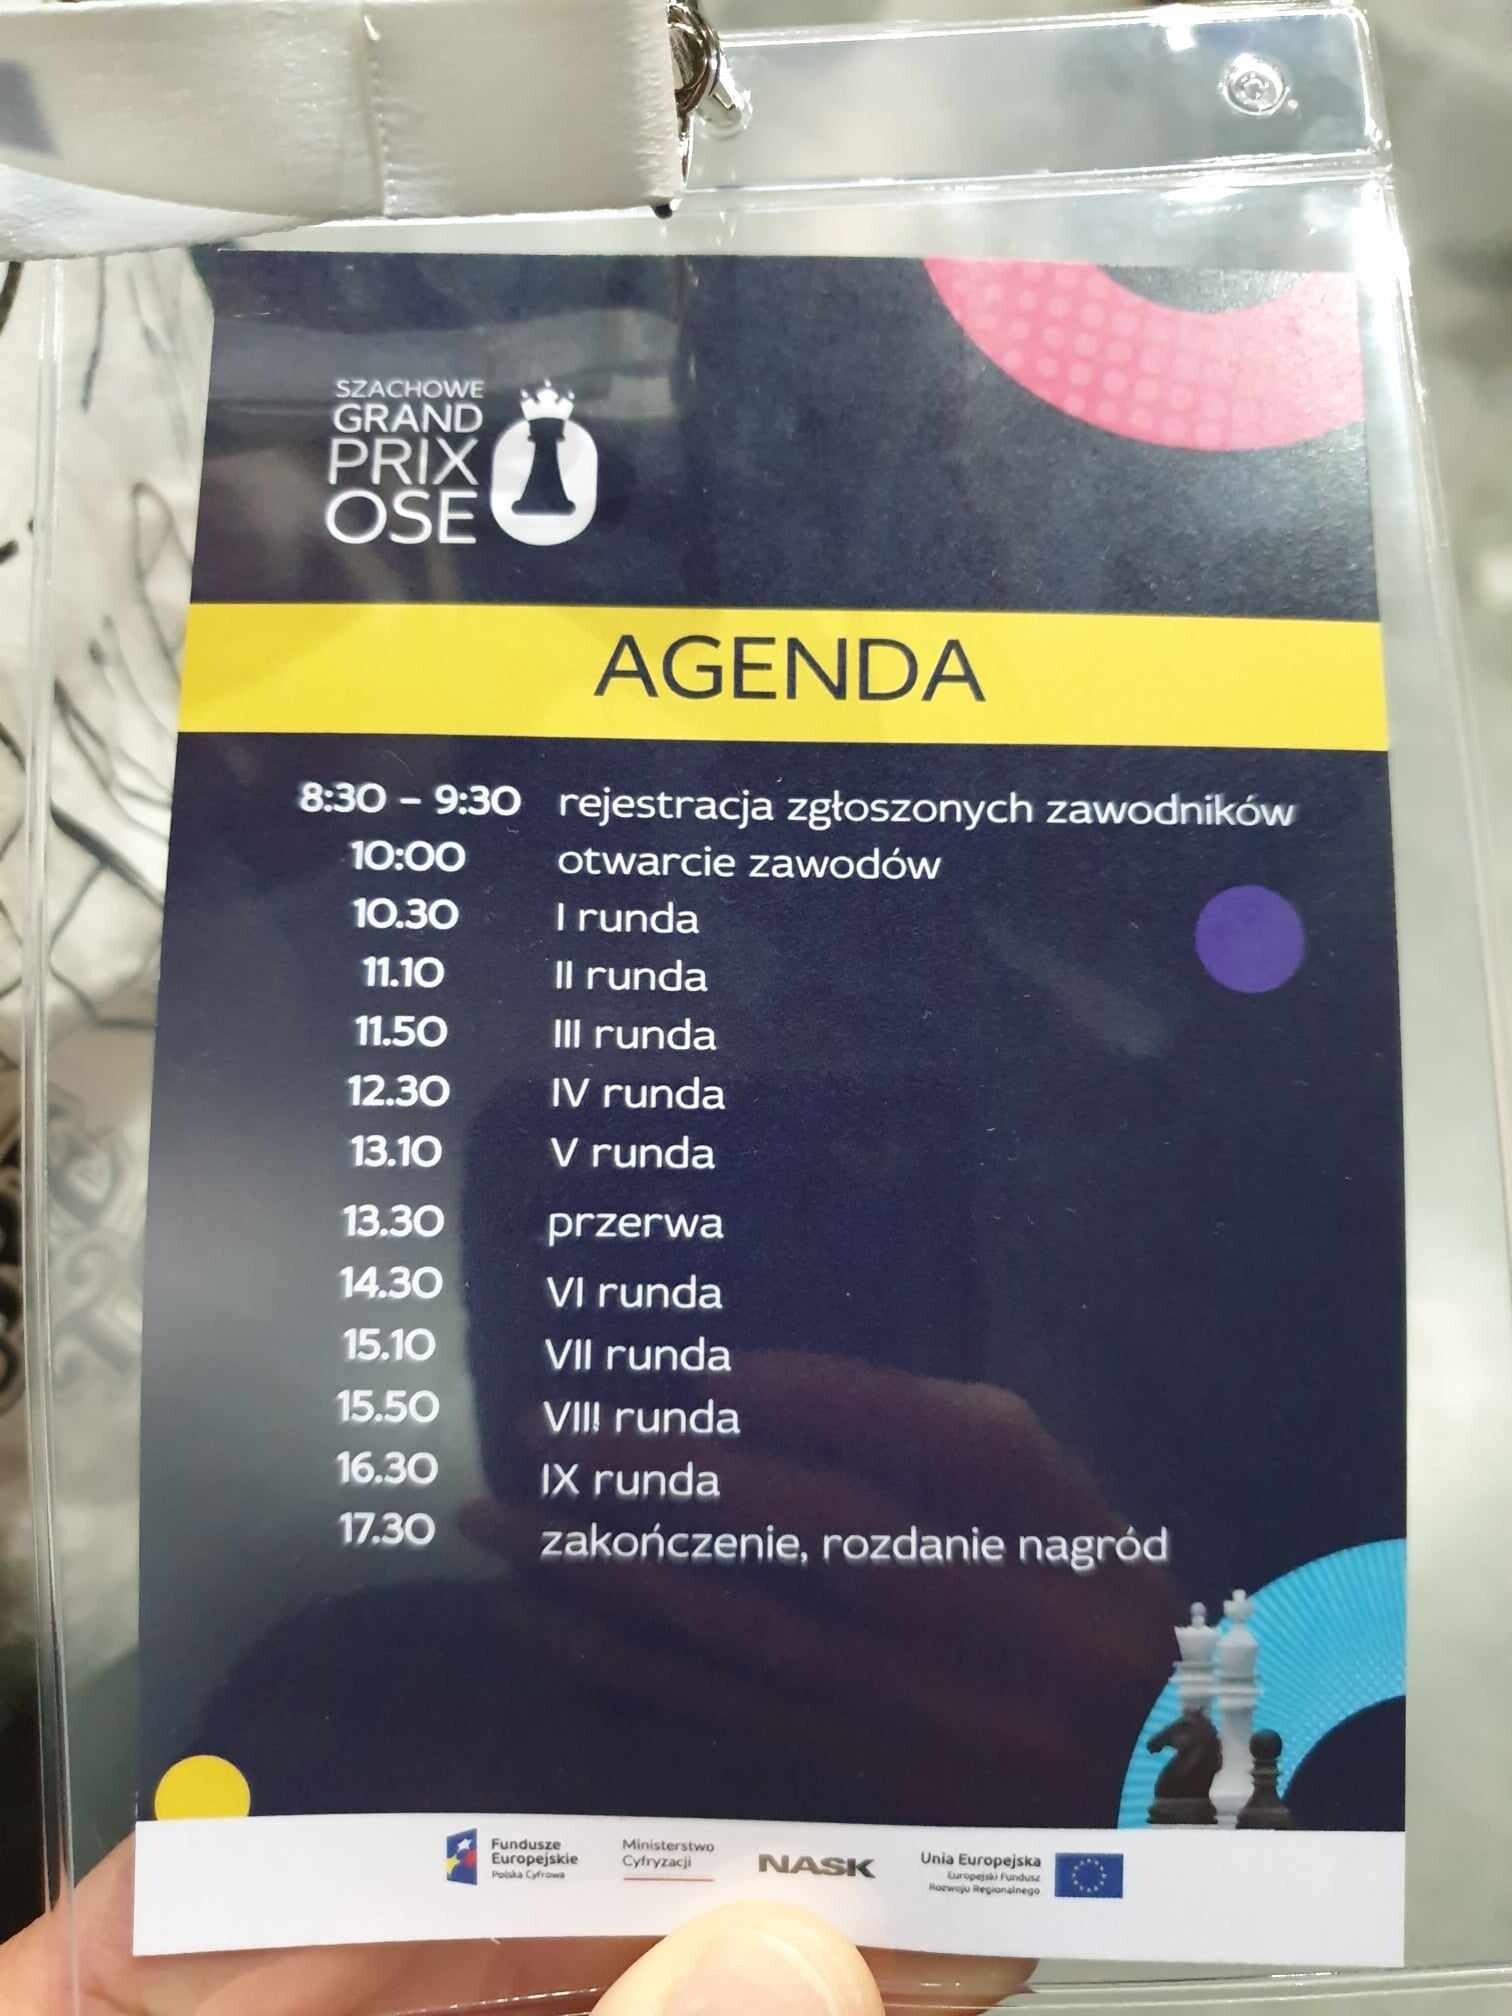 SZACHOWE
GRAND
PRIX
OSE
AGENDA
8:30 – 9:30 rejestracja zgłoszonych zawodników
10:00 otwarcie zawodów
10.30 I runda
11.10 II runda
11.50 III runda
12.30 IV runda
13.10 V runda
13.30 przerwa
14.30 VI runda
15.10 VII runda
15.50 VIII runda
16.30 IX runda
17.30 zakończenie, rozdanie nagród
Fundusze
Europejskie
Polska Cyfrowa
Ministerstwo
Cyfryzacji
NASK
Unia Europejska
Europejski Fundusz
Rozwoju Regionalnego